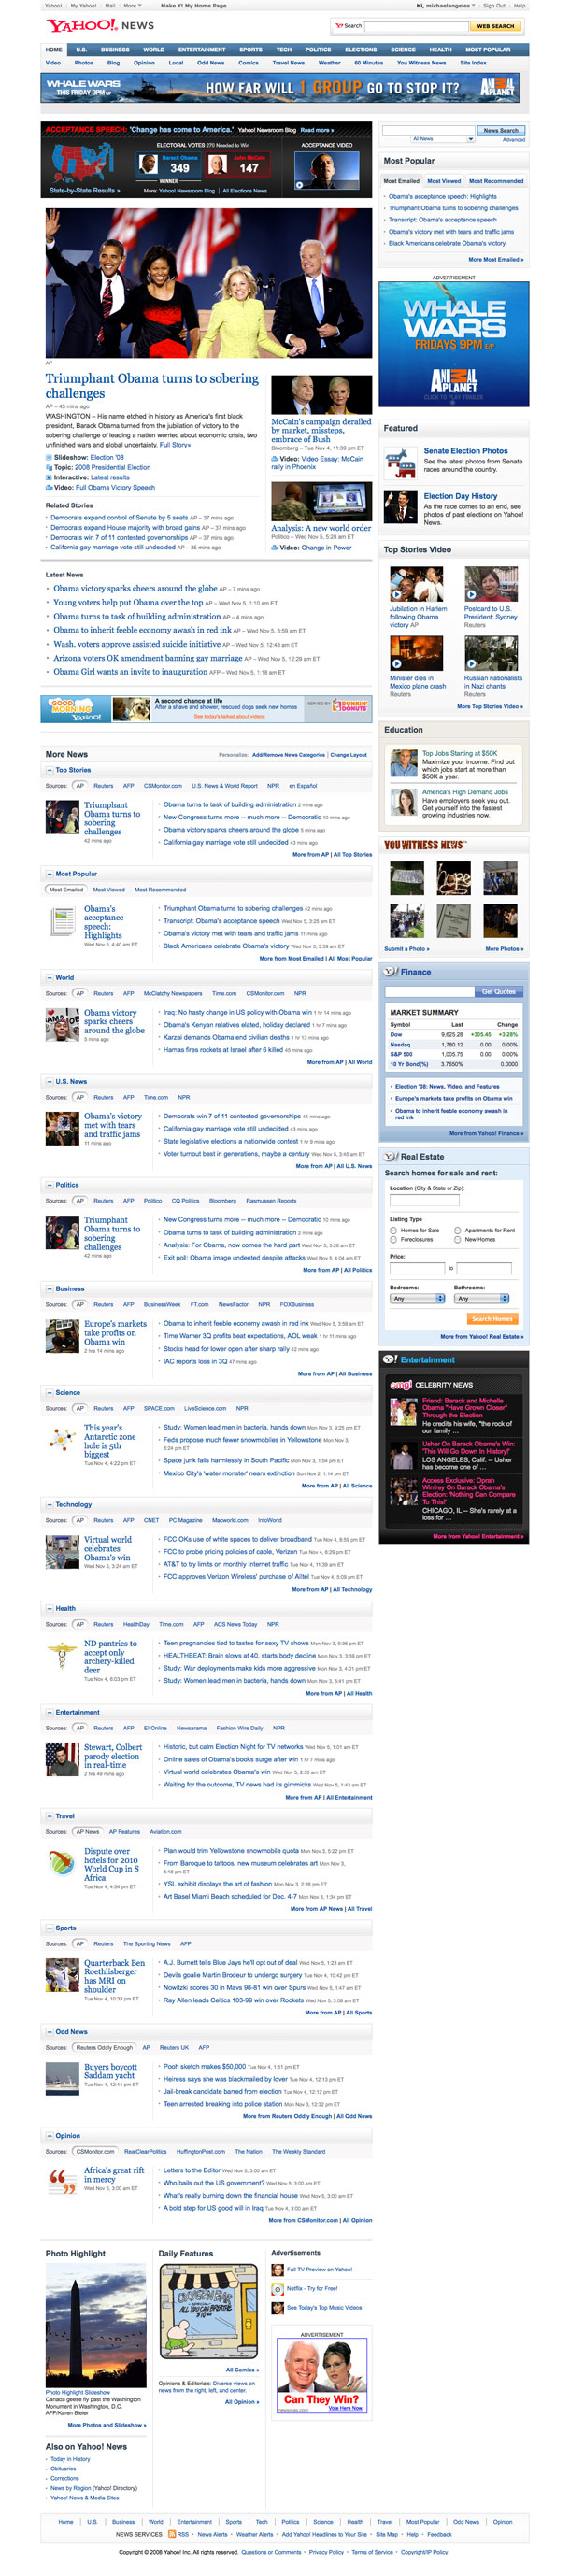 Yahoo! My Yahoo! Mail More Make Y! My Home Page Hi, michaelangeles Sign Out Help
YAHOO! NEWS
Search WEB SEARCH
HOME U.S. BUSINESS WORLD ENTERTAINMENT SPORTS TECH POLITICS ELECTIONS SCIENCE HEALTH MOST POPULAR
Video Photos Blog Opinion Local Odd News Comics Travel News Weather 60 Minutes You Witness News Site Index
WHALE WARS
THIS FRIDAY 9PM
HOW FAR WILL 1 GROUP GO TO STOP IT?
ANIMAL PLANET
ACCEPTANCE SPEECH: 'Change has come to America.' Yahoo! Newsroom Blog Read more »
ELECTORAL VOTES 270 Needed to Win
ACCEPTANCE VIDEO
Barack Obama 349
John McCain 147
WINNER
State-by-State Results »
More: Yahoo! Newsroom Blog | All Elections News
AP
Triumphant Obama turns to sobering challenges
AP – 45 mins ago
WASHINGTON – His name etched in history as America's first black
president, Barack Obama turned from the jubilation of victory to the
sobering challenge of leading a nation worried about economic crisis, two
unfinished wars and global uncertainty. Full Story»
Slideshow: Election '08
Topic: 2008 Presidential Election
Interactive: Latest results
Video: Full Obama Victory Speech
Related Stories
Democrats expand control of Senate by 5 seats AP – 37 mins ago
Democrats expand House majority with broad gains AP – 37 mins ago
Democrats win 7 of 11 contested governorships AP – 37 mins ago
California gay marriage vote still undecided AP – 35 mins ago
McCain's campaign derailed
by market, missteps,
embrace of Bush
Bloomberg – Tue Nov 4, 11:39 pm ET
Video: Video Essay: McCain
rally in Phoenix
Analysis: A new world order
Politico – Wed Nov 5, 5:28 am ET
Video: Change in Power
Latest News
Obama victory sparks cheers around the globe AP – 7 mins ago
Young voters help put Obama over the top AP – Wed Nov 5, 1:10 am ET
Obama turns to task of building administration AP – 4 mins ago
Obama to inherit feeble economy awash in red ink AP – Wed Nov 5, 3:59 am ET
Wash. voters approve assisted suicide initiative AP – Wed Nov 5, 12:48 am ET
Arizona voters OK amendment banning gay marriage AP – Wed Nov 5, 12:29 am ET
Obama Girl wants an invite to inauguration AFP – Wed Nov 5, 1:18 am ET
GOOD MORNING YAHOO!
A second chance at life
After a shave and shower, rescued dogs seek new homes
See today's talked about videos
SERVED BY DUNKIN' DONUTS
More News
Personalize: Add/Remove News Categories | Change Layout
Top Stories
Sources: AP Reuters AFP CSMonitor.com U.S. News & World Report NPR en Español
Triumphant
Obama turns to
sobering
challenges
42 mins ago
Obama turns to task of building administration 2 mins ago
New Congress turns more -- much more -- Democratic 10 mins ago
Obama victory sparks cheers around the globe 5 mins ago
California gay marriage vote still undecided 43 mins ago
More from AP | All Top Stories
Most Popular
Most Emailed Most Viewed Most Recommended
Obama's
acceptance
speech:
Highlights
Wed Nov 5, 4:42 am ET
Triumphant Obama turns to sobering challenges 42 mins ago
Transcript: Obama's acceptance speech Wed Nov 5, 3:25 am ET
Obama's victory met with tears and traffic jams 11 mins ago
Black Americans celebrate Obama's victory Wed Nov 5, 3:39 am ET
More from Most Emailed | All Most Popular
World
Sources: AP Reuters AFP McClatchy Newspapers Time.com CSMonitor.com NPR
Obama victory
sparks cheers
around the globe
5 mins ago
Iraq: No hasty change in US policy with Obama win 1 hr 14 mins ago
Obama's Kenyan relatives elated, holiday declared 1 hr 7 mins ago
Karzai demands Obama end civilian deaths 1 hr 13 mins ago
Hamas fires rockets at Israel after 6 killed 45 mins ago
More from AP | All World
U.S. News
Sources: AP Reuters AFP Time.com NPR
Obama's victory
met with tears
and traffic jams
11 mins ago
Democrats win 7 of 11 contested governorships 44 mins ago
California gay marriage vote still undecided 43 mins ago
State legislative elections a nationwide contest 1 hr 9 mins ago
Voter turnout best in generations, maybe a century Wed Nov 5, 3:45 am ET
More from AP | All U.S. News
Politics
Sources: AP Reuters AFP Politico CQ Politics Bloomberg Rasmussen Reports
Triumphant
Obama turns to
sobering
challenges
42 mins ago
New Congress turns more -- much more -- Democratic 10 mins ago
Obama turns to task of building administration 2 mins ago
Analysis: For Obama, now comes the hard part Wed Nov 5, 5:26 am ET
Exit poll: Obama image undented despite attacks Wed Nov 5, 4:04 am ET
More from AP | All Politics
Business
Sources: AP Reuters AFP BusinessWeek FT.com NewsFactor NPR FOXBusiness
Europe's markets
take profits on
Obama win
2 hrs 14 mins ago
Obama to inherit feeble economy awash in red ink Wed Nov 5, 3:58 am ET
Time Warner 3Q profits beat expectations, AOL weak 1 hr 11 mins ago
Stocks head for lower open after sharp rally 42 mins ago
IAC reports loss in 3Q 47 mins ago
More from AP | All Business
Science
Sources: AP Reuters AFP SPACE.com LiveScience.com NPR
This year's
Antarctic zone
hole is 5th
biggest
Tue Nov 4, 4:22 pm ET
Study: Women lead men in bacteria, hands down Mon Nov 3, 9:25 pm ET
Feds propose much fewer snowmobiles in Yellowstone Mon Nov 3,
6:24 pm ET
Space junk falls harmlessly in South Pacific Mon Nov 3, 1:54 pm ET
Mexico City's 'water monster' nears extinction Sun Nov 2, 1:14 pm ET
More from AP | All Science
Technology
Sources: AP Reuters AFP CNET PC Magazine Macworld.com InfoWorld
Virtual world
celebrates
Obama's win
Wed Nov 5, 3:24 am ET
FCC OKs use of white spaces to deliver broadband Tue Nov 4, 8:59 pm ET
FCC to probe pricing policies of cable, Verizon Tue Nov 4, 6:29 pm ET
AT&T to try limits on monthly Internet traffic Tue Nov 4, 11:39 am ET
FCC approves Verizon Wireless' purchase of Alltel Tue Nov 4, 5:09 pm ET
More from AP | All Technology
Health
Sources: AP Reuters HealthDay Time.com AFP ACS News Today NPR
ND pantries to
accept only
archery-killed
deer
Tue Nov 4, 6:03 pm ET
Teen pregnancies tied to tastes for sexy TV shows Mon Nov 3, 9:36 pm ET
HEALTHBEAT: Brain slows at 40, starts body decline Mon Nov 3, 3:39 pm ET
Study: War deployments make kids more aggressive Mon Nov 3, 4:01 pm ET
Study: Women lead men in bacteria, hands down Mon Nov 3, 9:41 pm ET
More from AP | All Health
Entertainment
Sources: AP Reuters AFP E! Online Newsarama Fashion Wire Daily NPR
Stewart, Colbert
parody election
in real-time
2 hrs 49 mins ago
Historic, but calm Election Night for TV networks Wed Nov 5, 1:01 am ET
Online sales of Obama's books surge after win 1 hr 7 mins ago
Virtual world celebrates Obama's win Wed Nov 5, 2:35 am ET
Waiting for the outcome, TV news had its gimmicks Wed Nov 5, 1:43 am ET
More from AP | All Entertainment
Travel
Sources: AP News AP Features Aviation.com
Dispute over
hotels for 2010
World Cup in S
Africa
Tue Nov 4, 4:54 pm ET
Plan would trim Yellowstone snowmobile quota Mon Nov 3, 5:22 pm ET
From Baroque to tattoos, new museum celebrates art Mon Nov 3,
5:18 pm ET
YSL exhibit displays the art of fashion Mon Nov 3, 2:26 pm ET
Art Basel Miami Beach scheduled for Dec. 4-7 Mon Nov 3, 1:34 pm ET
More from AP News | All Travel
Sports
Sources: AP Reuters The Sporting News AFP
Quarterback Ben
Roethlisberger
has MRI on
shoulder
Tue Nov 4, 10:33 pm ET
A.J. Burnett tells Blue Jays he'll opt out of deal Wed Nov 5, 1:23 am ET
Devils goalie Martin Brodeur to undergo surgery Tue Nov 4, 10:42 pm ET
Nowitzki scores 30 in Mavs 98-81 win over Spurs Wed Nov 5, 1:47 am ET
Ray Allen leads Celtics 103-99 win over Rockets Wed Nov 5, 3:08 am ET
More from AP | All Sports
Odd News
Sources: Reuters Oddly Enough AP Reuters UK AFP
Buyers boycott
Saddam yacht
Tue Nov 4, 12:14 pm ET
Pooh sketch makes $50,000 Tue Nov 4, 1:51 pm ET
Heiress says she was blackmailed by lover Tue Nov 4, 12:13 pm ET
Jail-break candidate barred from election Tue Nov 4, 12:12 pm ET
Teen arrested breaking into police station Mon Nov 3, 12:32 pm ET
More from Reuters Oddly Enough | All Odd News
Opinion
Sources: CSMonitor.com RealClearPolitics HuffingtonPost.com The Nation The Weekly Standard
Africa's great rift
in mercy
Wed Nov 5, 3:00 am ET
Letters to the Editor Wed Nov 5, 3:00 am ET
Who bails out the US government? Wed Nov 5, 3:00 am ET
What's really burning down the financial house Wed Nov 5, 3:00 am ET
A bold step for US good will in Iraq Tue Nov 4, 3:00 am ET
More from CSMonitor.com | All Opinion
Photo Highlight
Photo Highlight Slideshow
Canada geese fly past the Washington
Monument in Washington, D.C.
AFP/Karen Bleier
More Photos and Slideshow »
Daily Features
OXYGEN BAR
ALL YOU CAN BREATHE
$10.00
All Comics »
Opinions & Editorials: Diverse views on
news from the right, left, and center.
All Opinion »
Advertisements
Fall TV Preview on Yahoo!
Netflix - Try for Free!
See Today's Top Music Videos
ADVERTISEMENT
Can They Win?
newsmax.com Vote Here Now.
Also on Yahoo! News
Today in History
Obituaries
Corrections
News by Region (Yahoo! Directory)
Yahoo! News & Media Sites
News Search
All News Advanced
Most Popular
Most Emailed Most Viewed Most Recommended
Obama's acceptance speech: Highlights
Triumphant Obama turns to sobering challenges
Transcript: Obama's acceptance speech
Obama's victory met with tears and traffic jams
Black Americans celebrate Obama's victory
More Most Emailed »
ADVERTISEMENT
WHALE WARS
FRIDAYS 9PM E/P
ANIMAL PLANET
CLICK TO PLAY TRAILER
Featured
Senate Election Photos
See the latest photos from Senate
races around the country.
Election Day History
As the race comes to an end, see
photos of past elections on Yahoo!
News.
Top Stories Video
Jubilation in Harlem
following Obama
victory AP
Postcard to U.S.
President: Sydney
Reuters
Minister dies in
Mexico plane crash
Reuters
Russian nationalists
in Nazi chants
Reuters
More Top Stories Video »
Education
Top Jobs Starting at $50K
Maximize your income. Find out
which jobs start at more than
$50K a year.
America's High Demand Jobs
Have employers seek you out.
Get yourself into the fastest
growing industries now.
YOU WITNESS NEWS
hope
Submit a Photo » More Photos »
Finance
Get Quotes
MARKET SUMMARY
Symbol Last Change
Dow 9,625.28 +305.45 +3.28%
Nasdaq 1,780.12 0.00 0.00%
S&P 500 1,005.75 0.00 0.00%
10 Yr Bond(%) 3.7650% 0.0000
Election '08: News, Video, and Features
Europe's markets take profits on Obama win
Obama to inherit feeble economy awash in
red ink
More from Yahoo! Finance »
Real Estate
Search homes for sale and rent:
Location (City & State or Zip):
Listing Type
Homes for Sale Apartments for Rent
Foreclosures New Homes
Price:
to
Bedrooms: Bathrooms:
Any Any
Search Homes
More from Yahoo! Real Estate »
Entertainment
omg! CELEBRITY NEWS
Friend: Barack and Michelle
Obama "Have Grown Closer"
Through the Election
He credits his wife, "the rock of
our family ...
Usher On Barack Obama's Win:
'This Will Go Down In History'
LOS ANGELES, Calif. -- Usher
has become one of ...
Access Exclusive: Oprah
Winfrey On Barack Obama's
Election: 'Nothing Can Compare
To This!'
CHICAGO, IL -- She's rarely at a
loss for ...
More from Yahoo! Entertainment »
Home U.S. Business World Entertainment Sports Tech Politics Science Health Travel Most Popular Odd News Opinion
NEWS SERVICES RSS News Alerts Weather Alerts Add Yahoo! Headlines to Your Site Site Map Help Feedback
Copyright © 2008 Yahoo! Inc. All rights reserved. Questions or Comments Privacy Policy Terms of Service Copyright/IP Policy